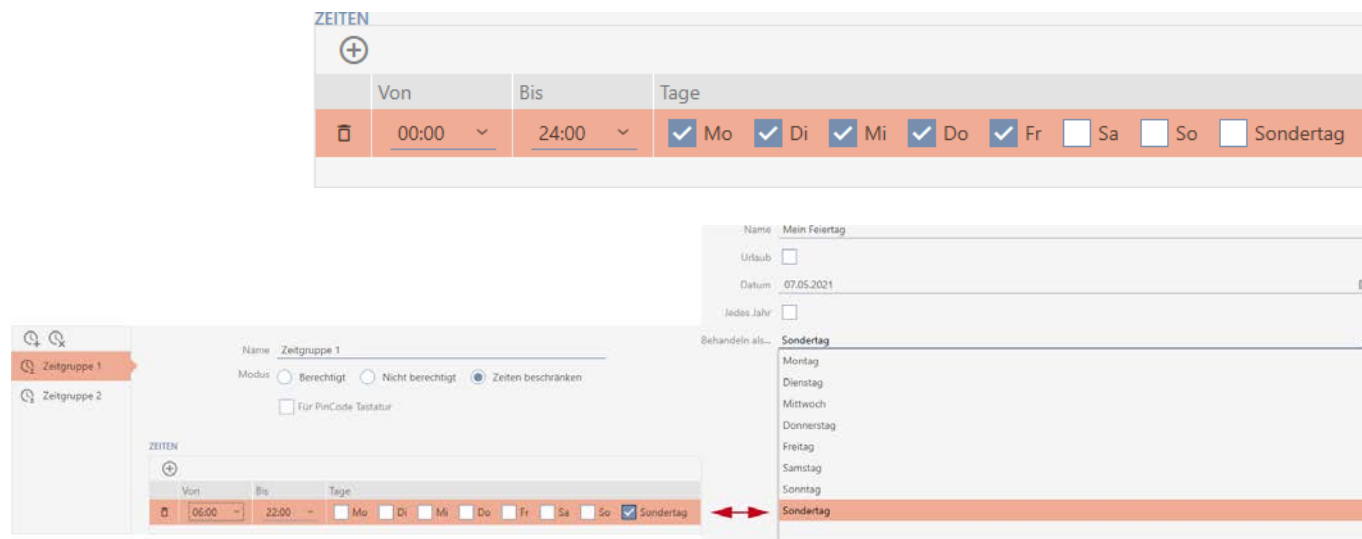 ZEITEN
Von Bis Tage
00:00 24:00 Mo Di Mi Do Fr Sa So Sondertag
Name Mein Feiertag
Urlaub
Datum 07.05.2021
Jedes Jahr
Behandeln als... Sondertag
Montag
Dienstag
Mittwoch
Donnerstag
Freitag
Samstag
Sonntag
Sondertag
Zeitgruppe 1
Zeitgruppe 2
Name Zeitgruppe 1
Modus Berechtigt Nicht berechtigt Zeiten beschränken
Für PinCode Tastatur
ZEITEN
Von Bis Tage
06:00 22:00 Mo Di Mi Do Fr Sa So Sondertag